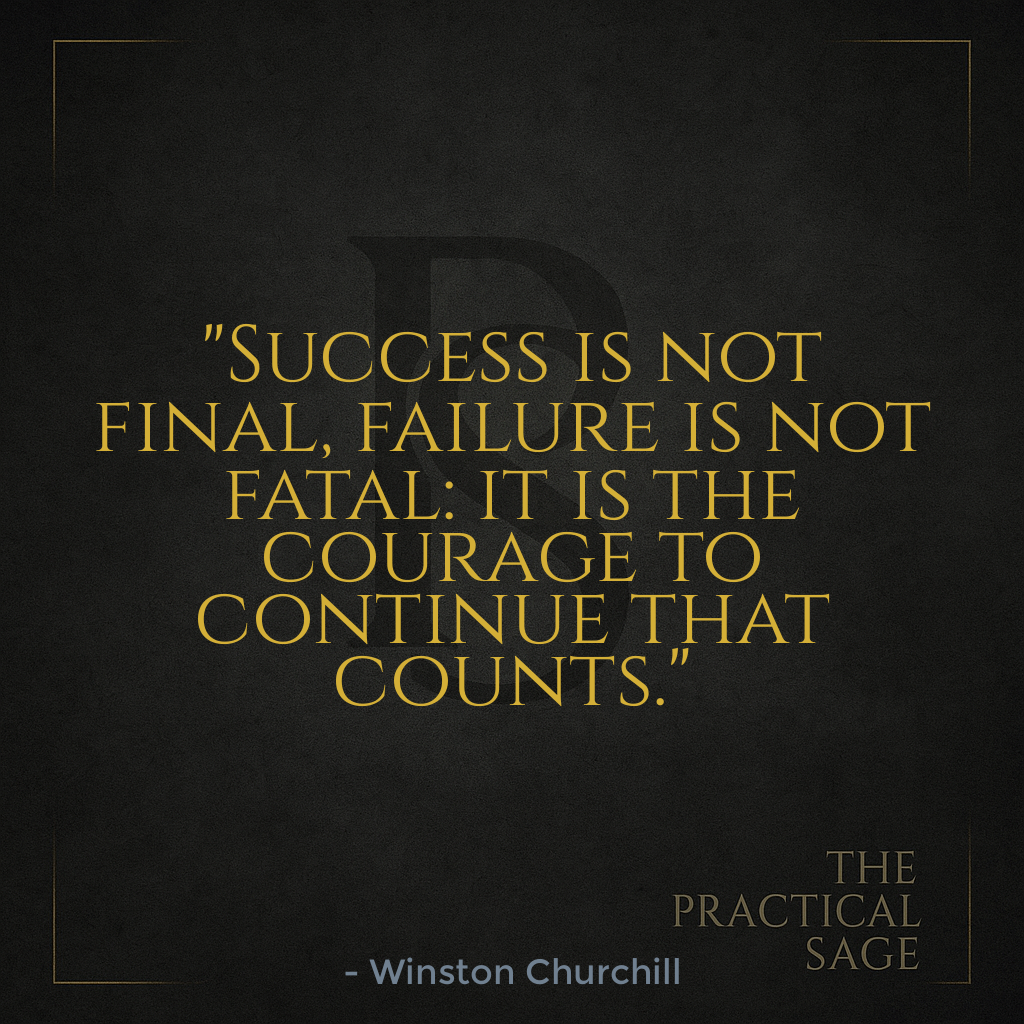 "Success is not
final, failure is not
fatal: it is the
courage to
continue that
counts."
THE
PRACTICAL
SAGE
- Winston Churchill